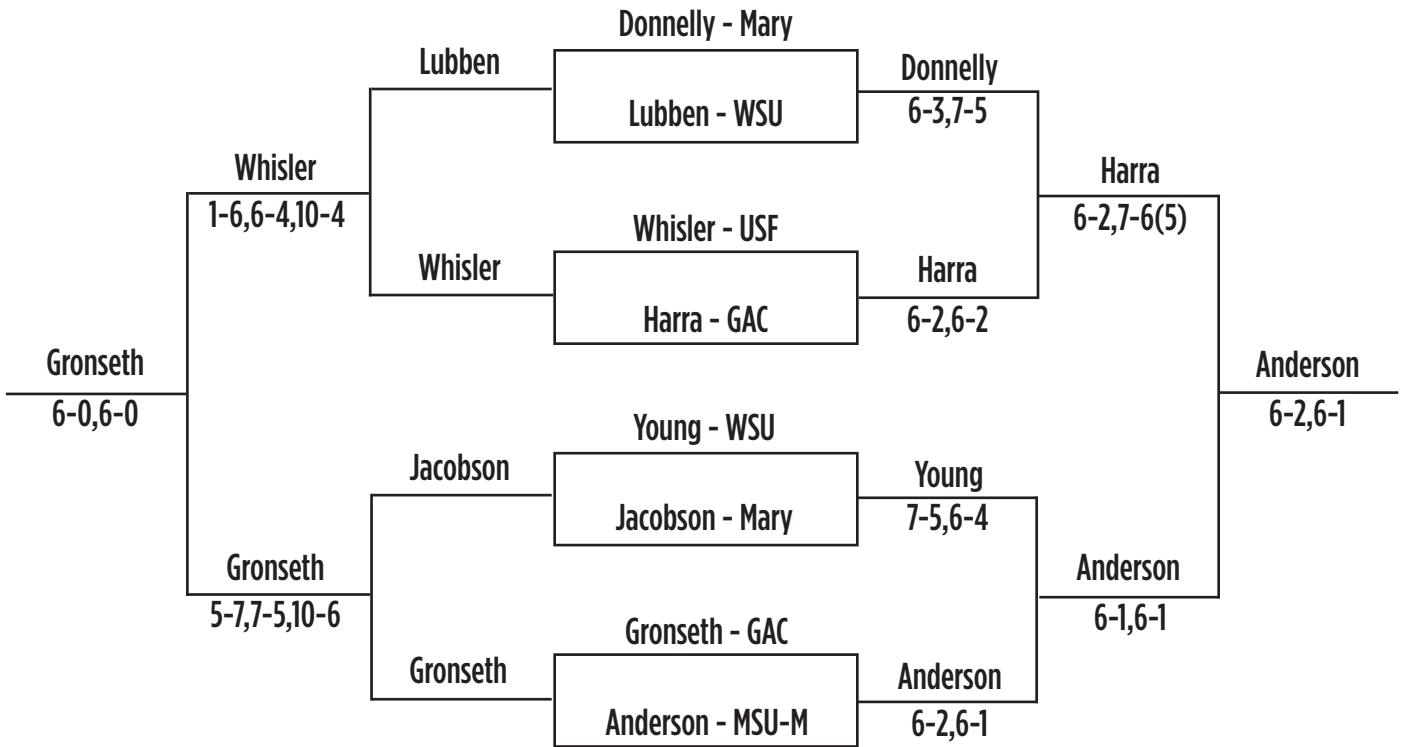 Donnelly - Mary
Lubben
Donnelly
Lubben - WSU
6-3,7-5
Whisler
Harra
1-6,6-4,10-4
6-2,7-6(5)
Whisler - USF
Whisler
Harra
Harra - GAC
6-2,6-2
Gronseth
Anderson
6-0,6-0
6-2,6-1
Young - WSU
Jacobson
Young
Jacobson - Mary
7-5,6-4
Gronseth
Anderson
5-7,7-5,10-6
6-1,6-1
Gronseth - GAC
Gronseth
Anderson
Anderson - MSU-M
6-2,6-1